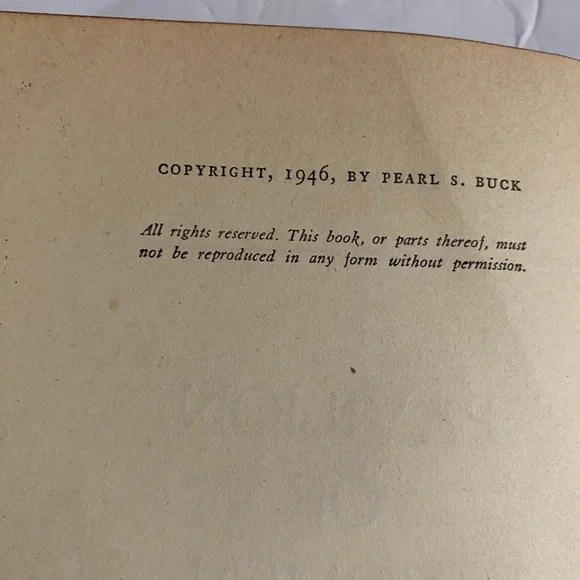 COPYRIGHT, 1946, BY PEARL S. BUCK
All rights reserved. This book, or parts thereof, must
not be reproduced in any form without permission.